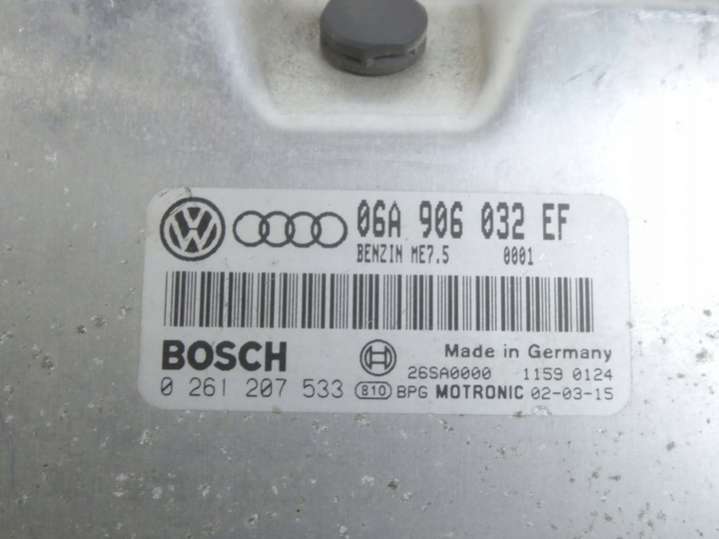 VW 06A 906 032 EF
BENZIN ME7.5 0001
BOSCH Made in Germany
26SA0000 1159 0124
0 261 207 533 810 BPG MOTRONIC 02-03-15